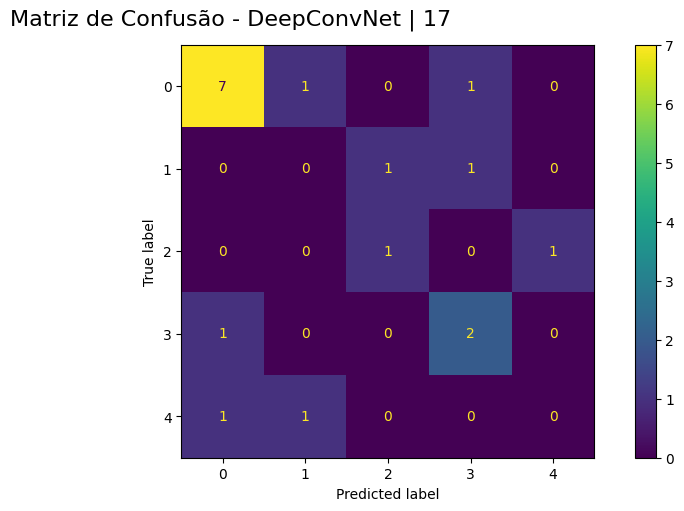 Matriz de Confusão - DeepConvNet | 17
7
0 7 1 0 1 0
6
1 0 0 1 1 0
5
4
True label
2 0 0 1 0 1
3
3 1 0 0 2 0
2
1
4 1 1 0 0 0
0
0 1 2 3 4
Predicted label